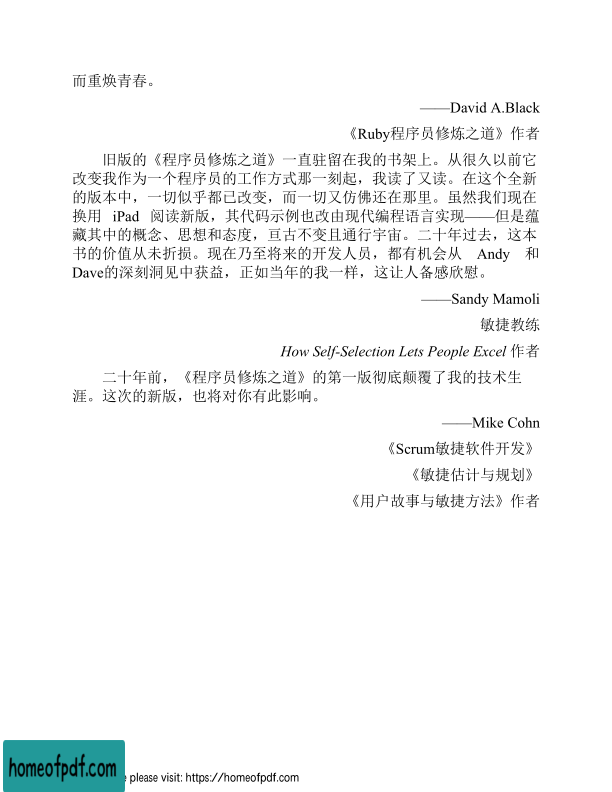 而重焕青春。
——David A.Black
《Ruby程序员修炼之道》作者
旧版的《程序员修炼之道》一直驻留在我的书架上。从很久以前它
改变我作为一个程序员的工作方式那一刻起，我读了又读。在这个全新
的版本中，一切似乎都已改变，而一切又仿佛还在那里。虽然我们现在
换用 iPad 阅读新版，其代码示例也改由现代编程语言实现——但是蕴
藏其中的概念、思想和态度，亘古不变且通行宇宙。二十年过去，这本
书的价值从未折损。现在乃至将来的开发人员，都有机会从 Andy 和
Dave的深刻洞见中获益，正如当年的我一样，这让人备感欣慰。
——Sandy Mamoli
敏捷教练
How Self-Selection Lets People Excel 作者
二十年前，《程序员修炼之道》的第一版彻底颠覆了我的技术生
涯。这次的新版，也将对你有此影响。
——Mike Cohn
《Scrum敏捷软件开发》
《敏捷估计与规划》
《用户故事与敏捷方法》作者
homeofpdf.com
e please visit: https://homeofpdf.com